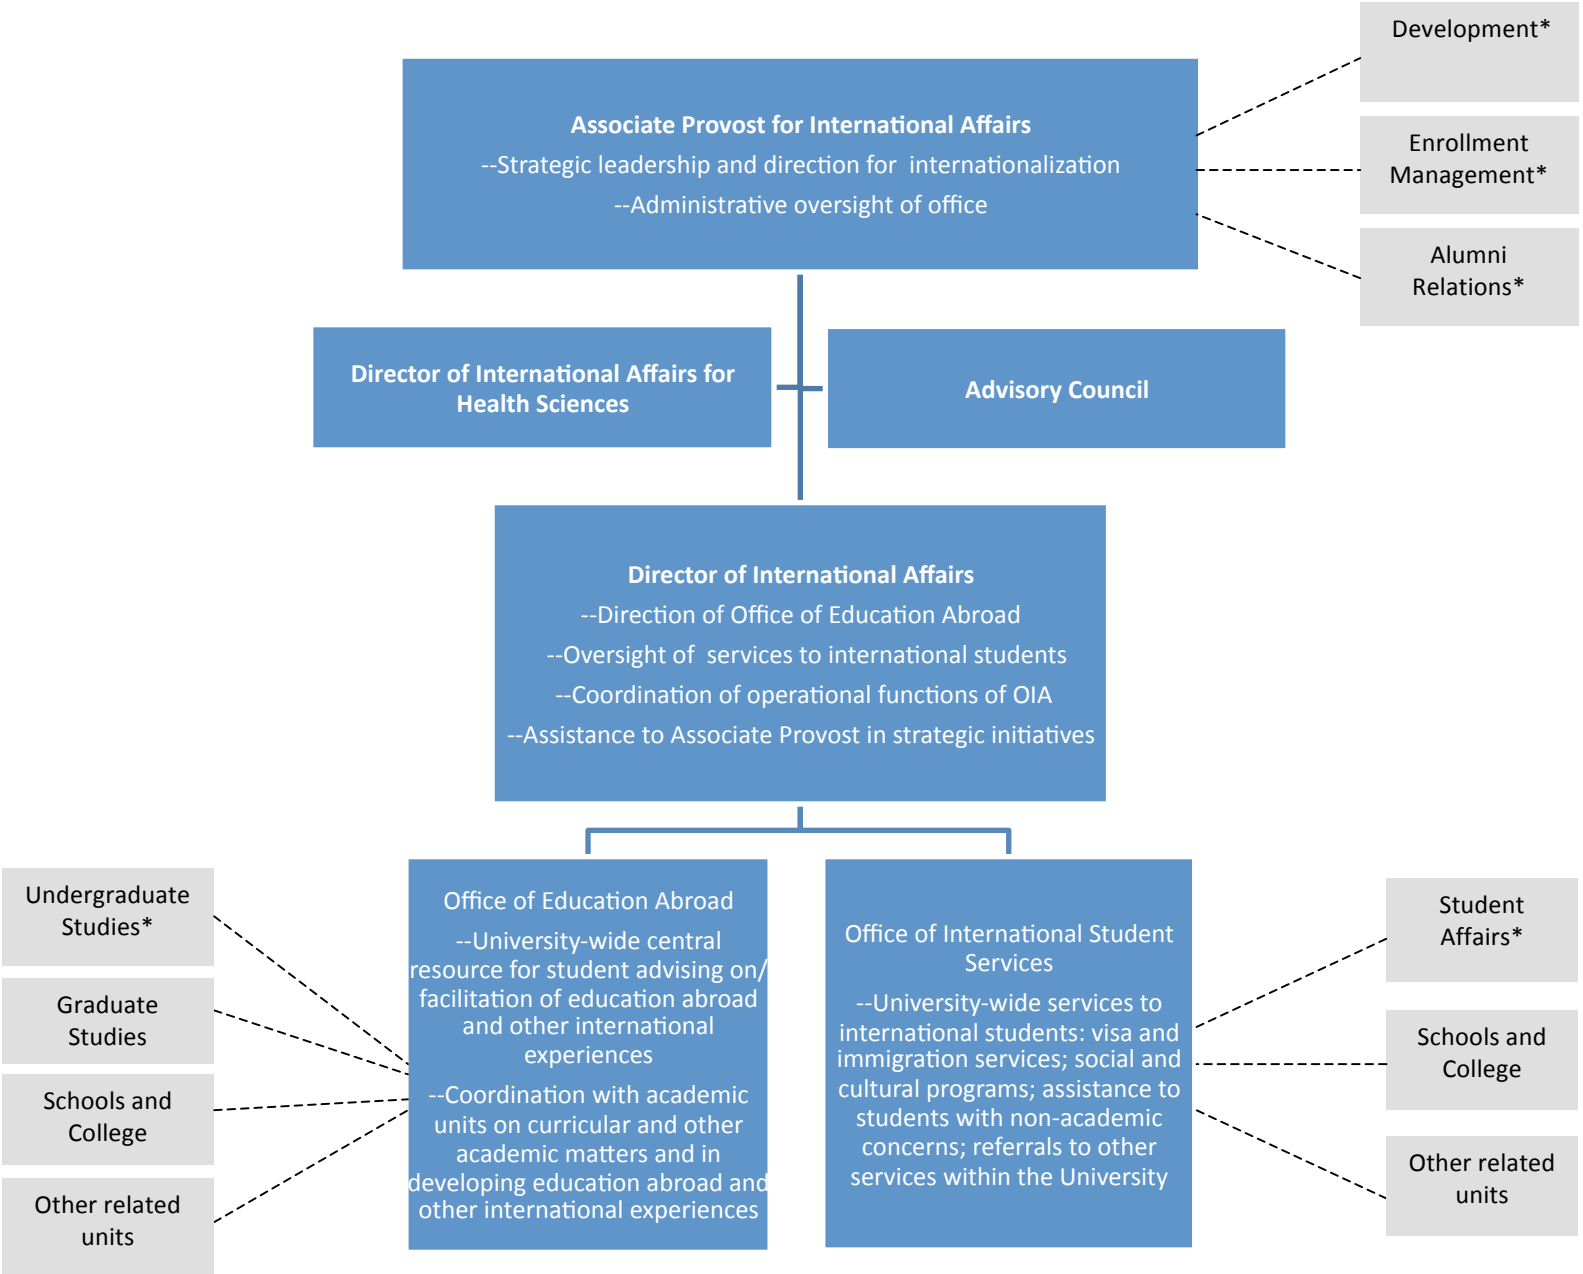 Development*
Associate Provost for International Affairs
--Strategic leadership and direction for  internationalization
--Administrative oversight of office
Enrollment
Management*
Alumni
Relations*
Director of International Affairs for
Health Sciences
Advisory Council
Director of International Affairs
--Direction of Office of Education Abroad
--Oversight of  services to international students
--Coordination of operational functions of OIA
--Assistance to Associate Provost in strategic initiatives
Undergraduate
Studies*
Graduate
Studies
Schools and
College
Other related
units
Office of Education Abroad
--University-wide central
resource for student advising on/
facilitation of education abroad
and other international
experiences
--Coordination with academic
units on curricular and other
academic matters and in
developing education abroad and
other international experiences
Office of International Student
Services
--University-wide services to
international students: visa and
immigration services; social and
cultural programs; assistance to
students with non-academic
concerns; referrals to other
services within the University
Student
Affairs*
Schools and
College
Other related
units